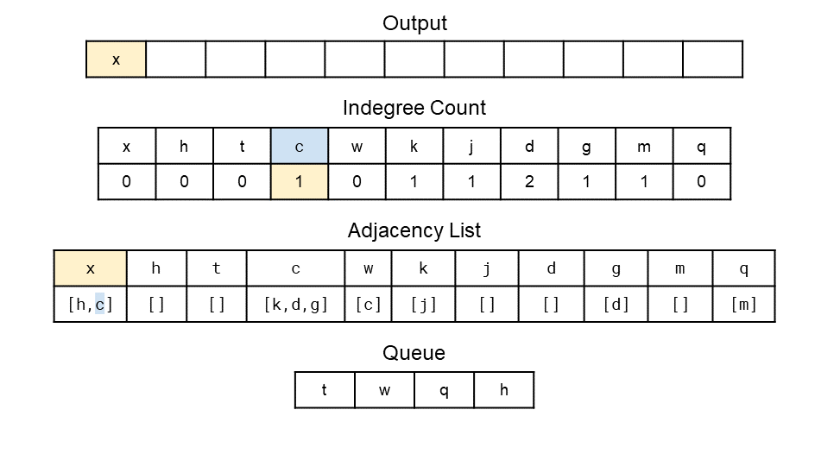 Output
x
Indegree Count
x h t c w k j d g m q
0 0 0 1 0 1 1 2 1 1 0
Adjacency List
x h t c w k j d g m q
[h,c] [] [] [k,d,g] [c] [j] [] [] [d] [] [m]
Queue
t w q h